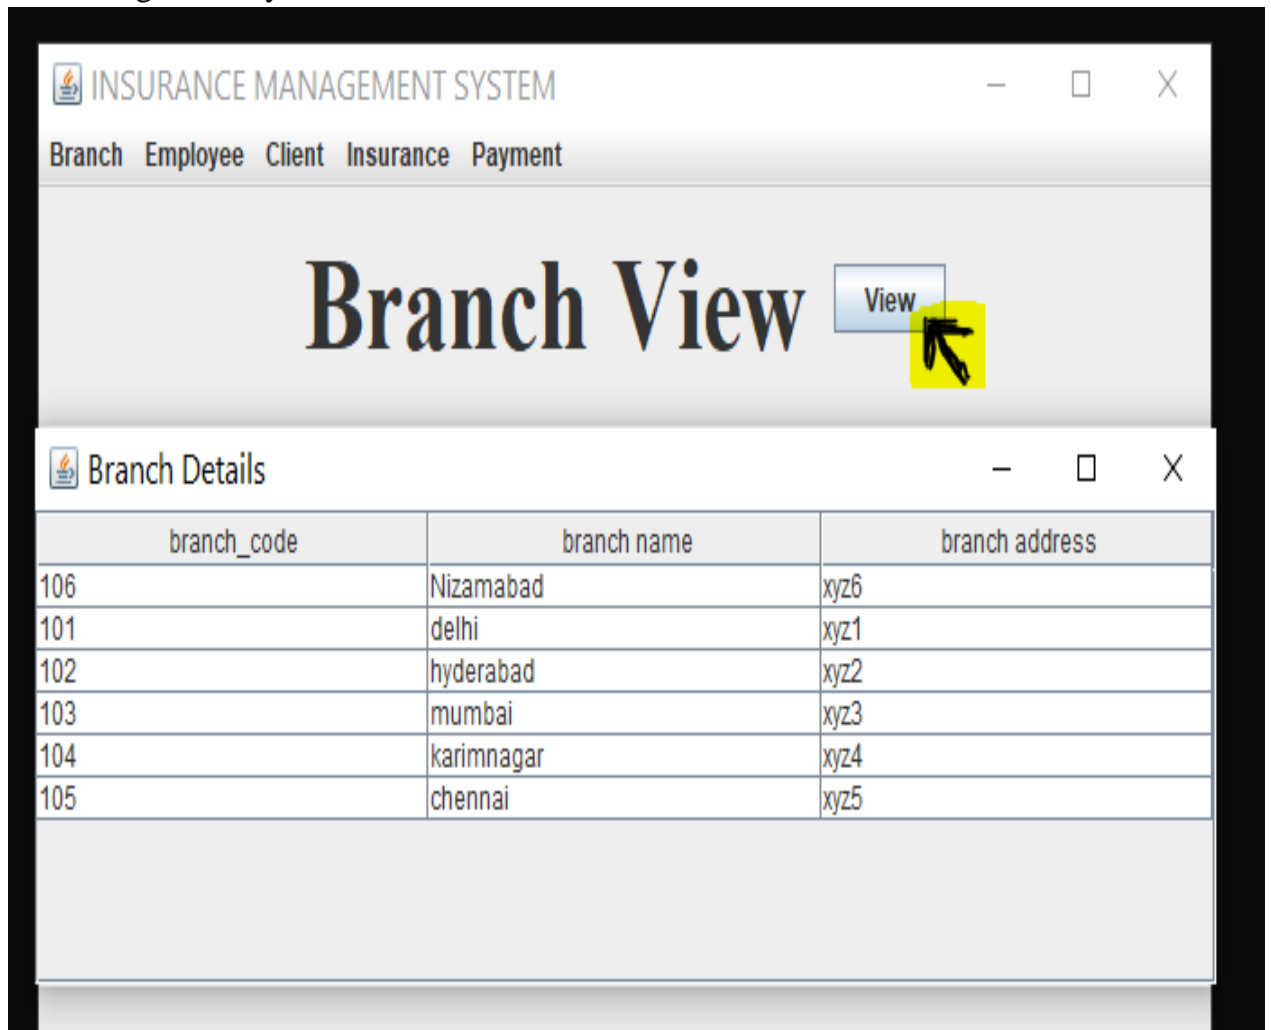 INSURANCE MANAGEMENT SYSTEM
Branch Employee Client Insurance Payment
Branch View View
Branch Details
branch_code branch name branch address
106 Nizamabad xyz6
101 delhi xyz1
102 hyderabad xyz2
103 mumbai xyz3
104 karimnagar xyz4
105 chennai xyz5